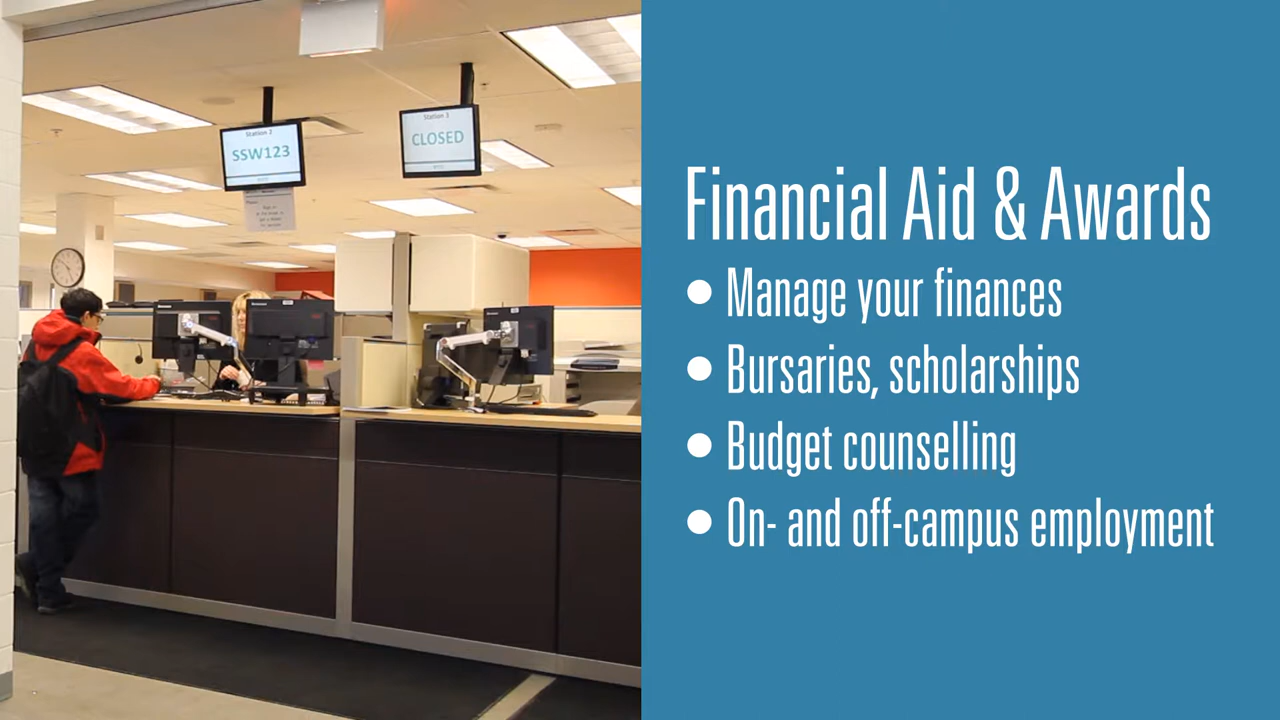 Station 2
SSW123
Station 3
CLOSED
Financial Aid & Awards
• Manage your finances
• Bursaries, scholarships
• Budget counselling
• On- and off-campus employment